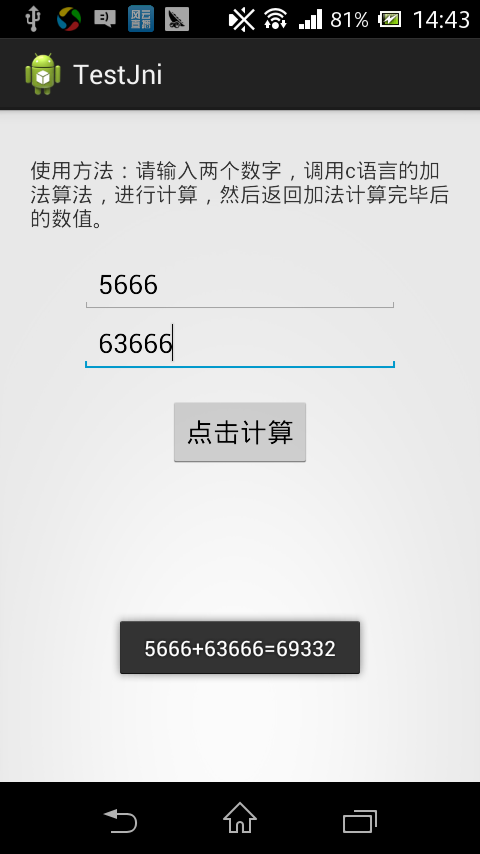 81% 14:43
TestJni
使用方法：请输入两个数字，调用c语言的加
法算法，进行计算，然后返回加法计算完毕后
的数值。
5666
63666
点击计算
5666+63666=69332